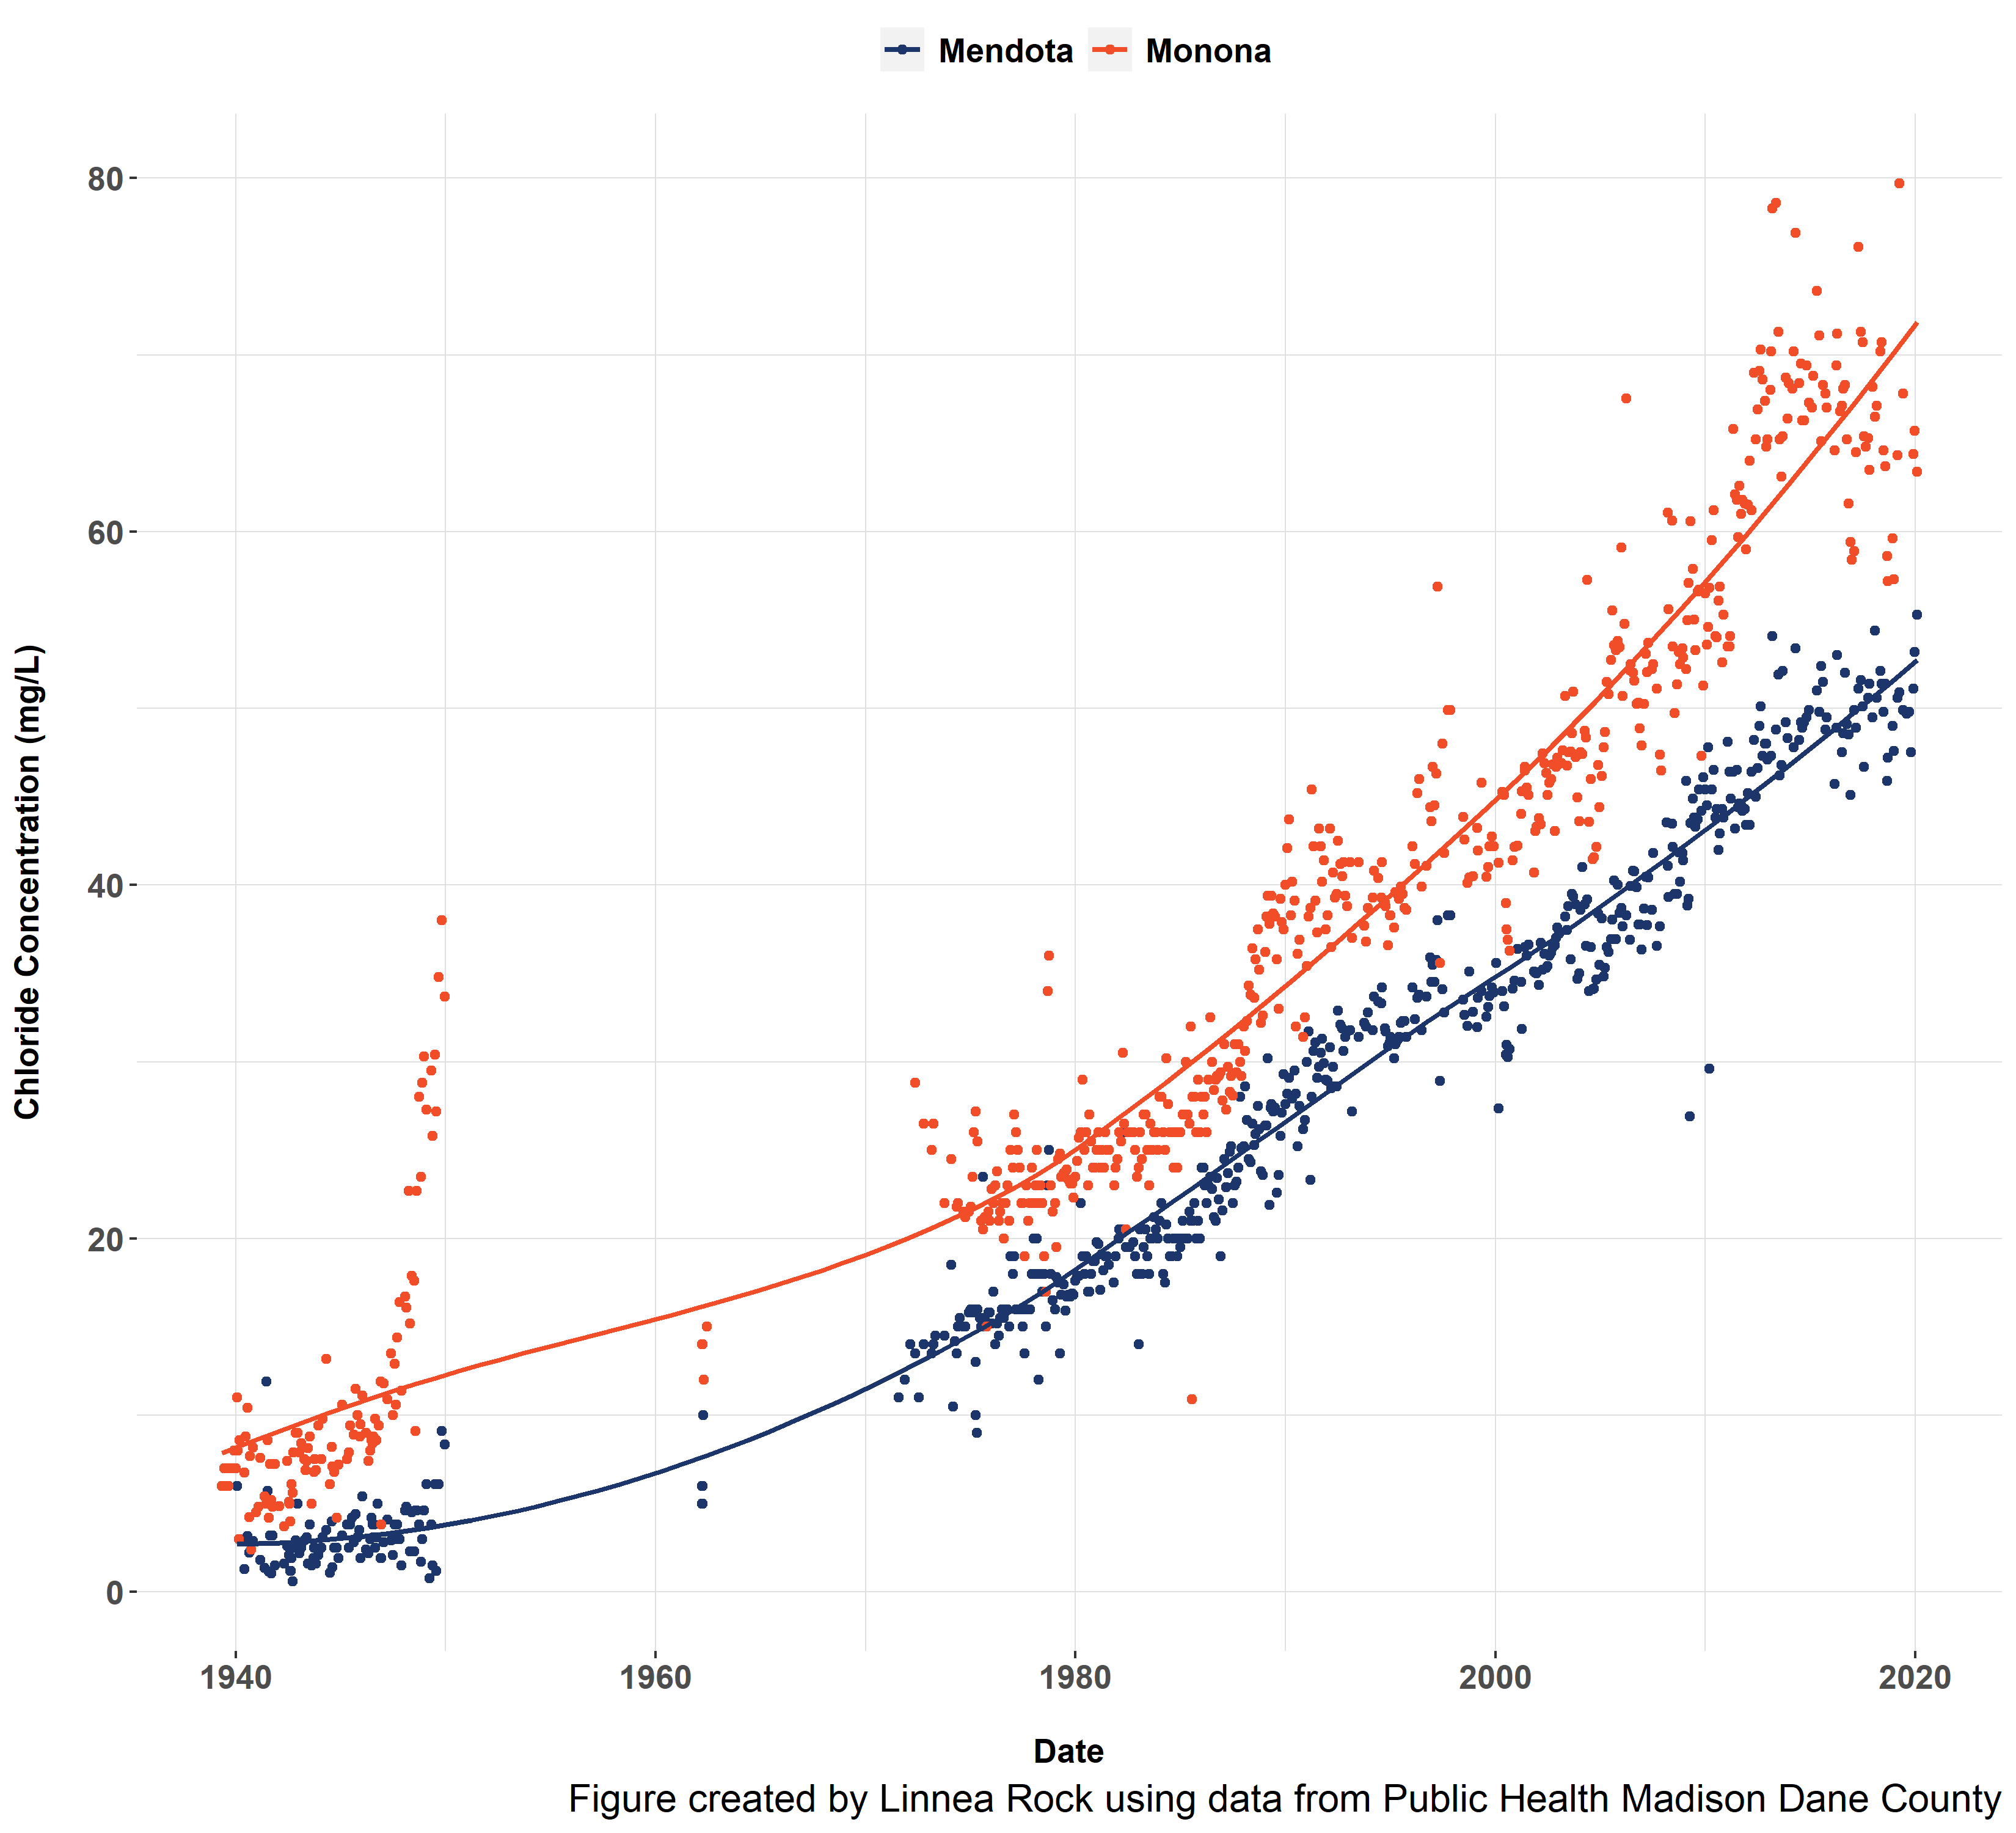 Mendota Monona
80
60
40
20
0
Chloride Concentration (mg/L)
1940 1960 1980 2000 2020
Date
Figure created by Linnea Rock using data from Public Health Madison Dane County